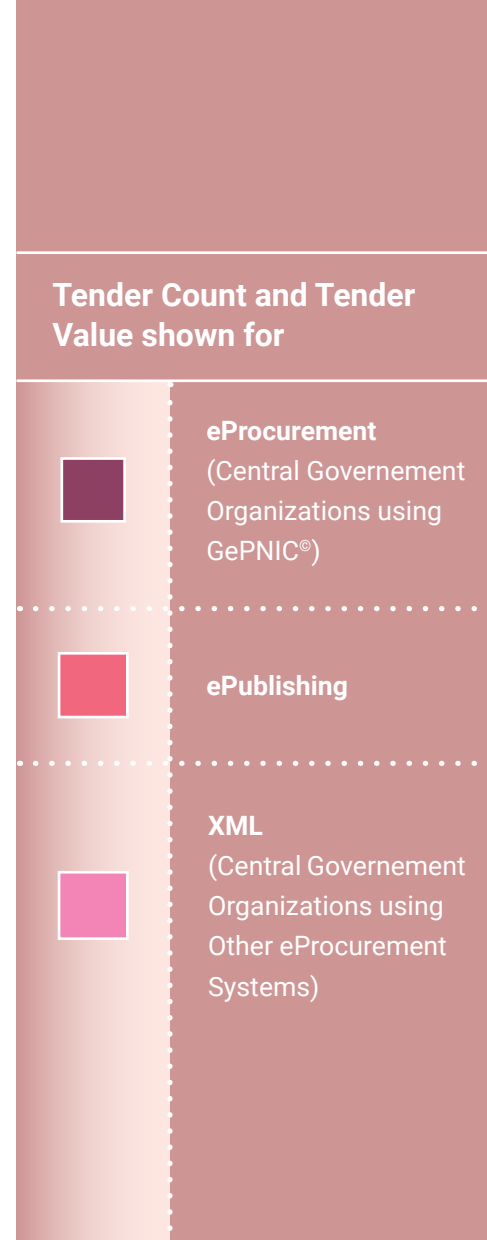 Tender Count and Tender
Value shown for
eProcurement
(Central Governement
Organizations using
GePNIC©)
ePublishing
XML
(Central Governement
Organizations using
Other eProcurement
Systems)